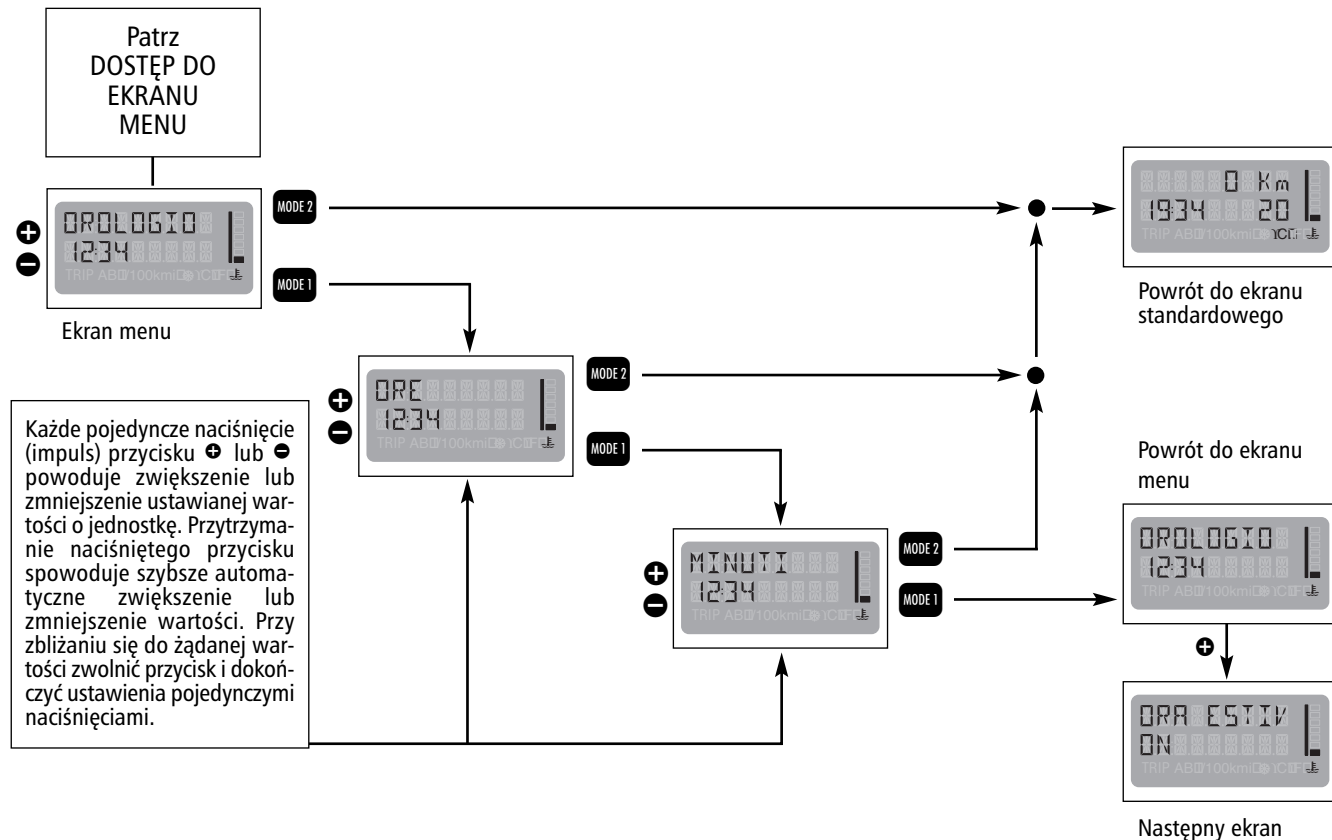 Patrz
DOSTĘP DO
EKRANU
MENU
OROLOGIO
12:34
MODE 2
MODE 1
Ekran menu
0 Km
19:34 20
Powrót do ekranu
standardowego
ORE
12:34
MODE 2
MODE 1
Każde pojedyncze naciśnięcie
(impuls) przycisku + lub -
powoduje zwiększenie lub
zmniejszenie ustawianej war-
tości o jednostkę. Przytrzyma-
nie naciśniętego przycisku
spowoduje szybsze automa-
tyczne zwiększenie lub
zmniejszenie wartości. Przy
zbliżaniu się do żądanej war-
tości zwolnić przycisk i dokoń-
czyć ustawienia pojedynczymi
naciśnięciami.
MINUTI
12:34
MODE 2
MODE 1
Powrót do ekranu
menu
OROLOGIO
12:34
+
ORA ESTIV
ON
Następny ekran